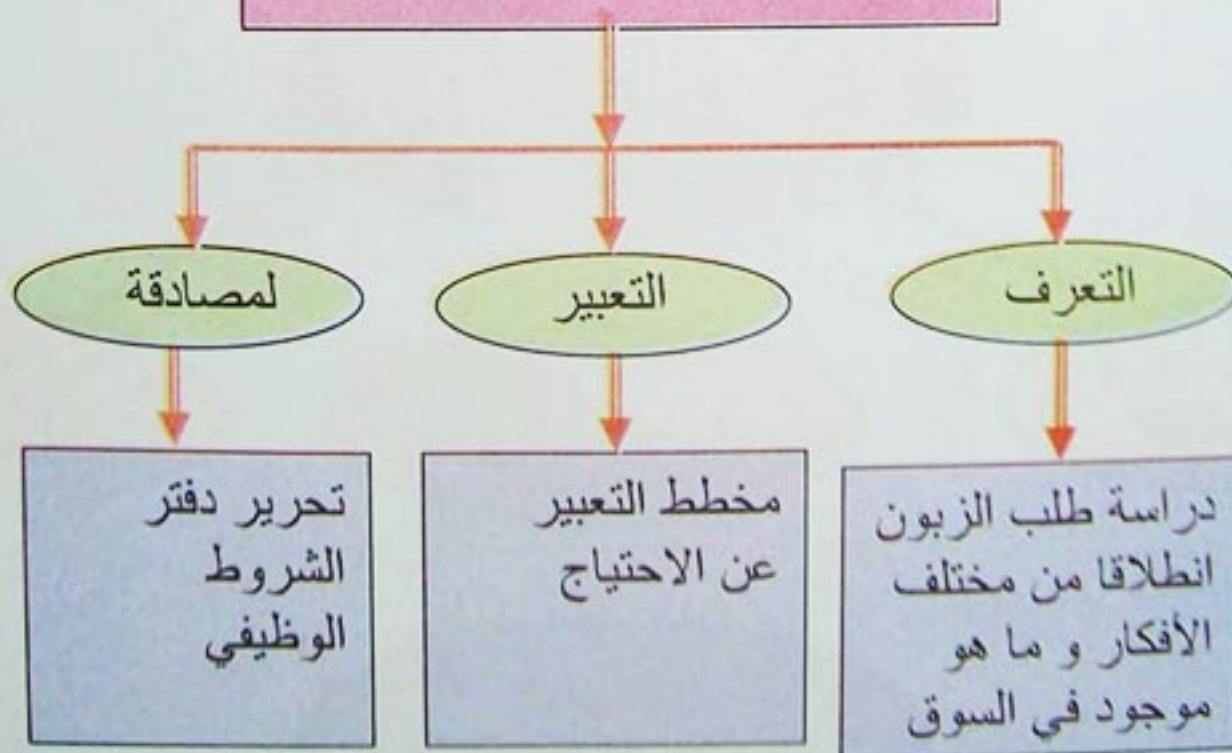 التعرف
التعبير
لمصادقة
دراسة طلب الزبون
انطلاقا من مختلف
الأفكار و ما هو
موجود في السوق
مخطط التعبير
عن الاحتياج
تحرير دفتر
الشروط
الوظيفي